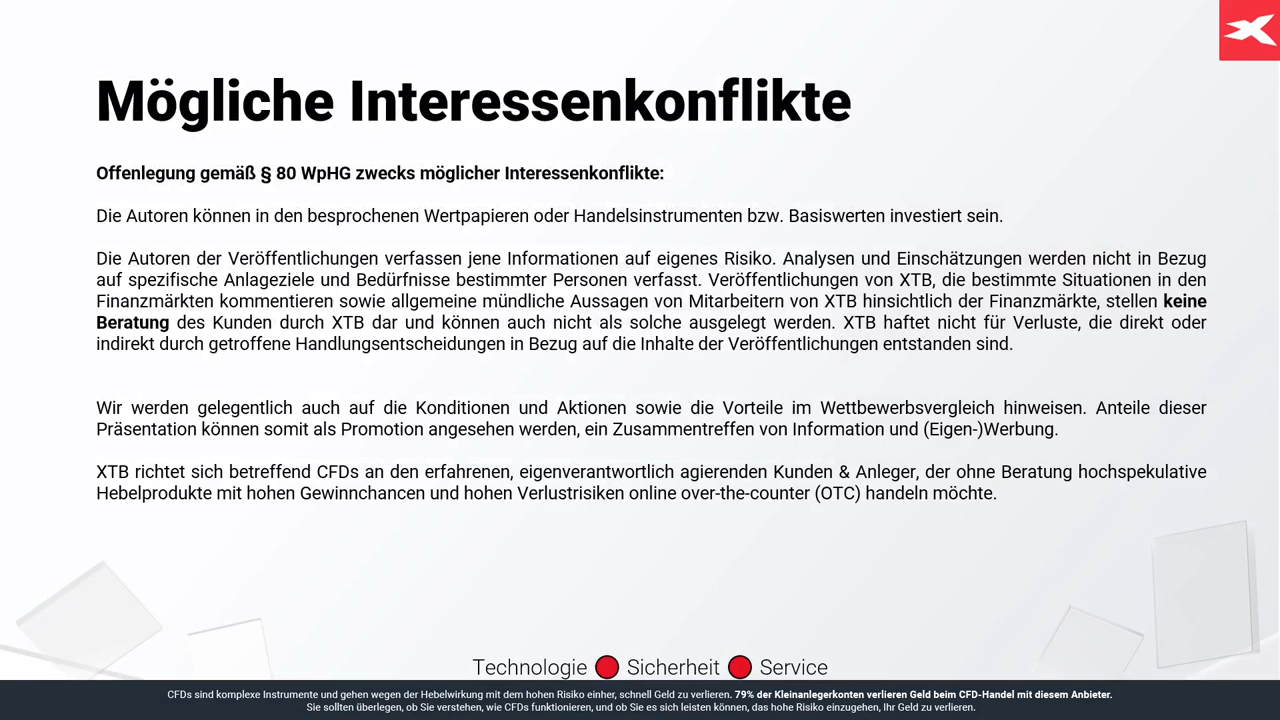 Mögliche Interessenkonflikte
Offenlegung gemäß § 80 WpHG zwecks möglicher Interessenkonflikte:
Die Autoren können in den besprochenen Wertpapieren oder Handelsinstrumenten bzw. Basiswerten investiert sein.
Die Autoren der Veröffentlichungen verfassen jene Informationen auf eigenes Risiko. Analysen und Einschätzungen werden nicht in Bezug
auf spezifische Anlageziele und Bedürfnisse bestimmter Personen verfasst. Veröffentlichungen von XTB, die bestimmte Situationen in den
Finanzmärkten kommentieren sowie allgemeine mündliche Aussagen von Mitarbeitern von XTB hinsichtlich der Finanzmärkte, stellen keine
Beratung des Kunden durch XTB dar und können auch nicht als solche ausgelegt werden. XTB haftet nicht für Verluste, die direkt oder
indirekt durch getroffene Handlungsentscheidungen in Bezug auf die Inhalte der Veröffentlichungen entstanden sind.
Wir werden gelegentlich auch auf die Konditionen und Aktionen sowie die Vorteile im Wettbewerbsvergleich hinweisen. Anteile dieser
Präsentation können somit als Promotion angesehen werden, ein Zusammentreffen von Information und (Eigen-)Werbung.
XTB richtet sich betreffend CFDs an den erfahrenen, eigenverantwortlich agierenden Kunden & Anleger, der ohne Beratung hochspekulative
Hebelprodukte mit hohen Gewinnchancen und hohen Verlustrisiken online over-the-counter (OTC) handeln möchte.
Technologie Sicherheit Service
CFDs sind komplexe Instrumente und gehen wegen der Hebelwirkung mit dem hohen Risiko einher, schnell Geld zu verlieren. 79% der Kleinanlegerkonten verlieren Geld beim CFD-Handel mit diesem Anbieter.
Sie sollten überlegen, ob Sie verstehen, wie CFDs funktionieren, und ob Sie es sich leisten können, das hohe Risiko einzugehen, Ihr Geld zu verlieren.